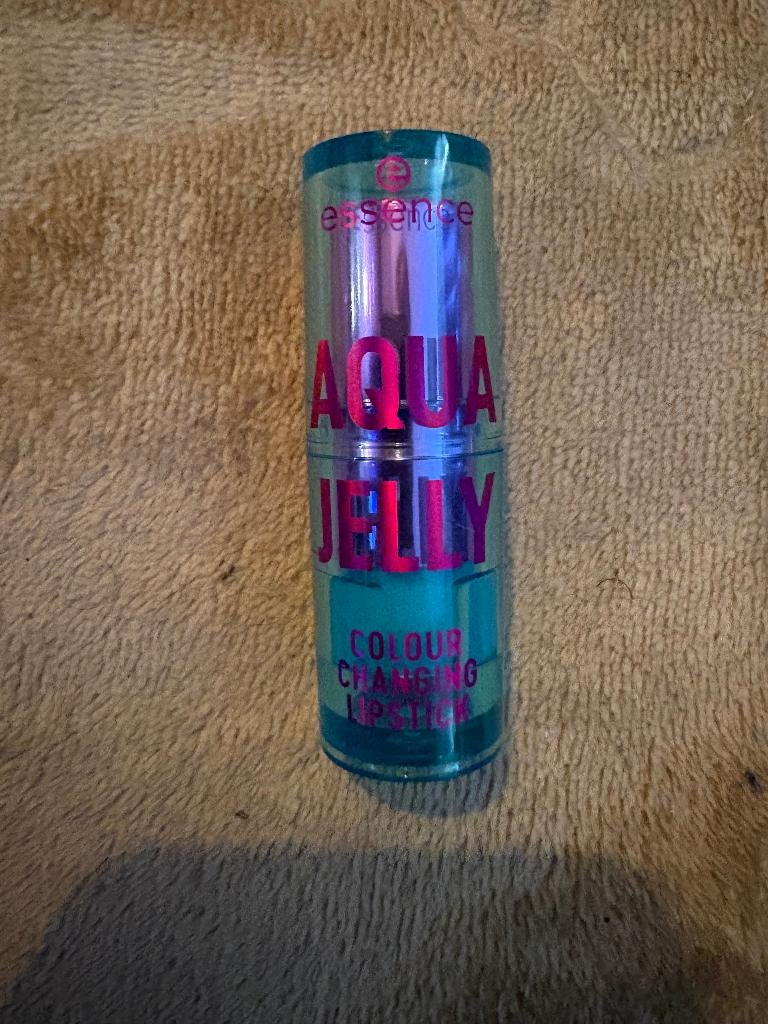 essence
AQUA
JELLY
COLOUR
CHANGING
LIPSTICK